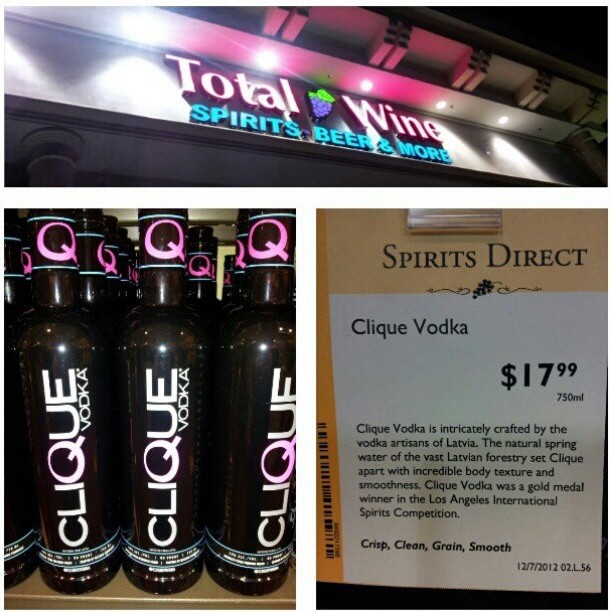 Total Wine
SPIRITS, BEER & MORE
Q
Q
Q
Q
CLIQUE
VODKA
CLIQUE
VODKA
CLIQUE
SPIRITS DIRECT
Clique Vodka
$17.99
750ml
Clique Vodka is intricately crafted by the
vodka artisans of Latvia. The natural spring
water of the vast Latvian forestry set Clique
apart with incredible body texture and
smoothness. Clique Vodka was a gold medal
winner in the Los Angeles International
Spirits Competition.
Crisp, Clean, Grain, Smooth
12/7/2012 02.L.56